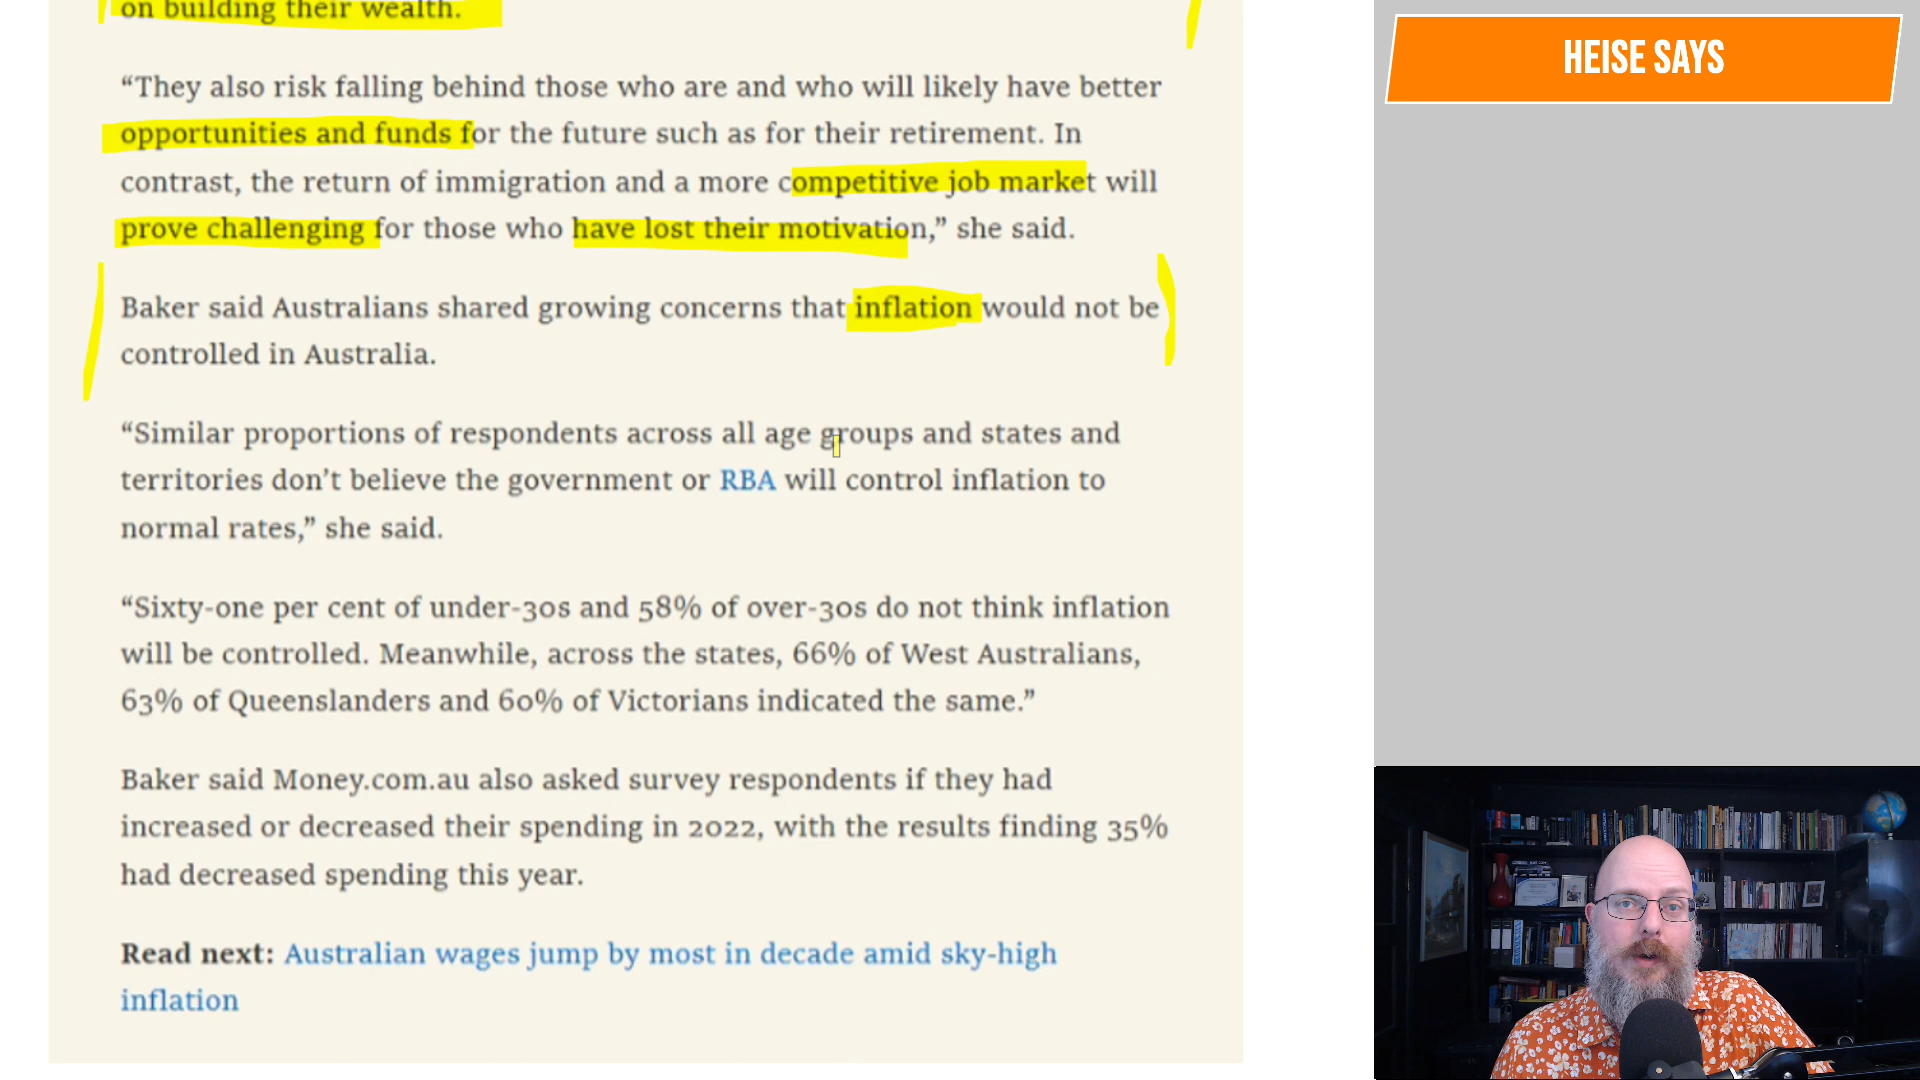 on building their wealth.
“They also risk falling behind those who are and who will likely have better
opportunities and funds for the future such as for their retirement. In
contrast, the return of immigration and a more competitive job market will
prove challenging for those who have lost their motivation,” she said.
Baker said Australians shared growing concerns that inflation would not be
controlled in Australia.
“Similar proportions of respondents across all age groups and states and
territories don’t believe the government or RBA will control inflation to
normal rates,” she said.
“Sixty-one per cent of under-30s and 58% of over-30s do not think inflation
will be controlled. Meanwhile, across the states, 66% of West Australians,
63% of Queenslanders and 60% of Victorians indicated the same.”
Baker said Money.com.au also asked survey respondents if they had
increased or decreased their spending in 2022, with the results finding 35%
had decreased spending this year.
Read next: Australian wages jump by most in decade amid sky-high
inflation
HEISE SAYS